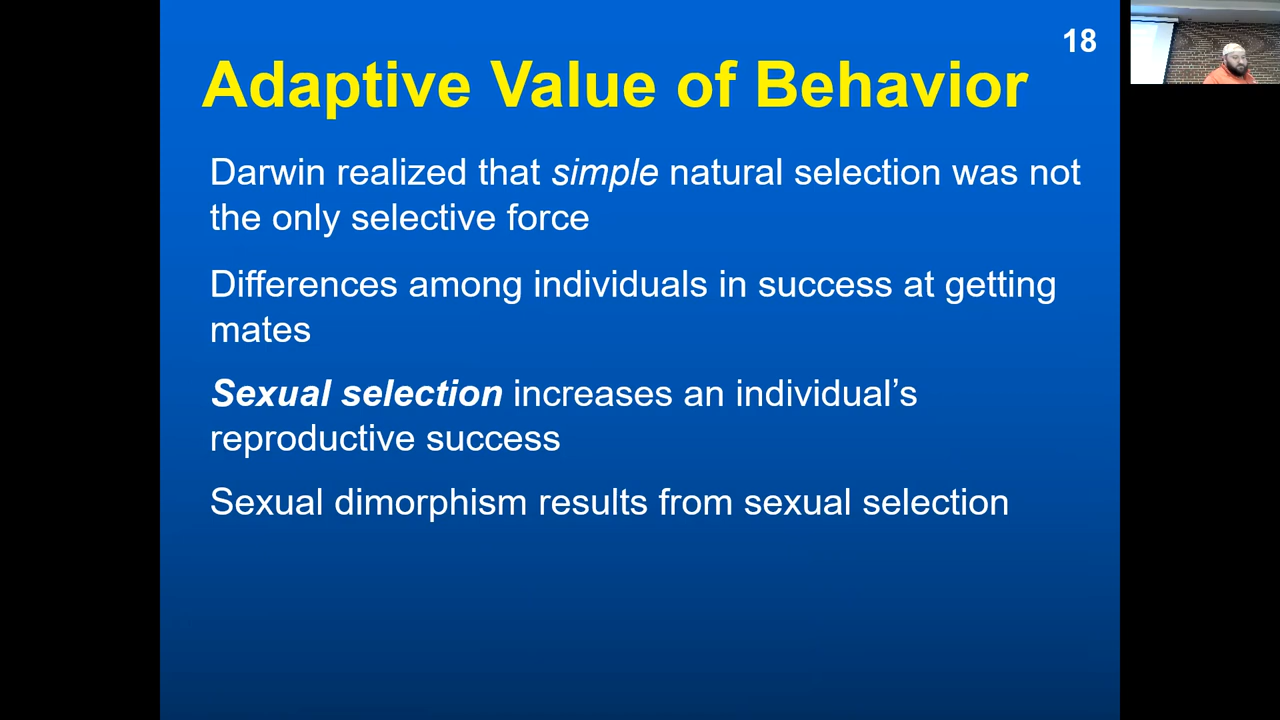 18
Adaptive Value of Behavior
Darwin realized that simple natural selection was not
the only selective force
Differences among individuals in success at getting
mates
Sexual selection increases an individual’s
reproductive success
Sexual dimorphism results from sexual selection